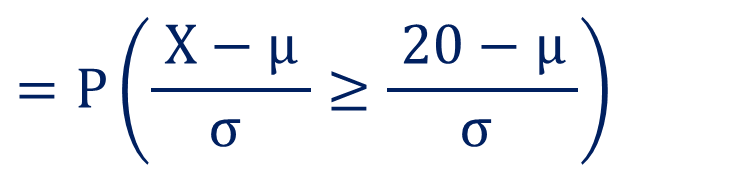 = P( (X − μ)/σ ≥ (20 − μ)/σ )